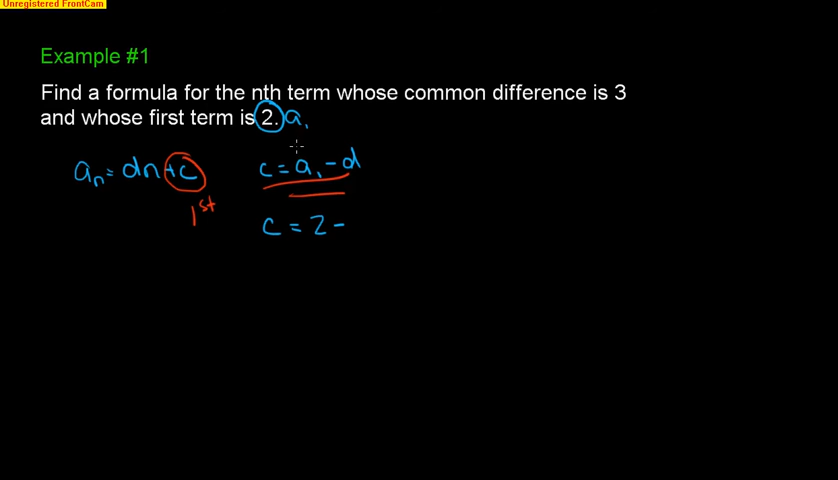 Unregistered FrontCam
Example #1
Find a formula for the nth term whose common difference is 3
and whose first term is 2. a₁
aₙ = dn + c
c = a₁ - d
1st
c = 2 -